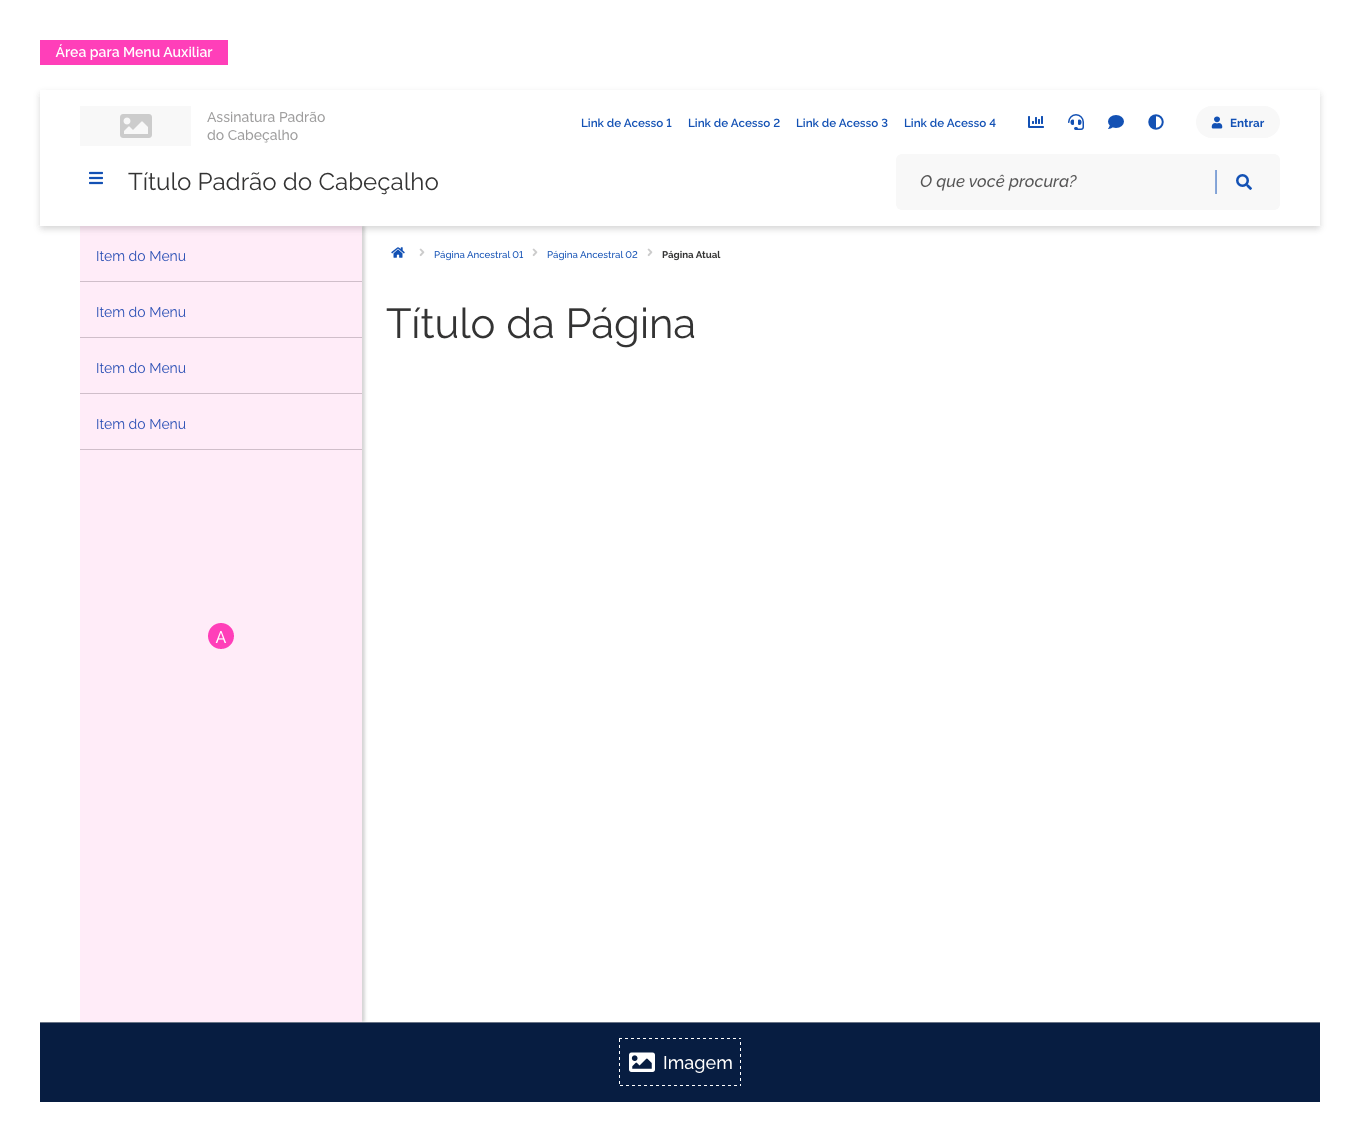 Área para Menu Auxiliar
Assinatura Padrão
do Cabeçalho
Link de Acesso 1 Link de Acesso 2 Link de Acesso 3 Link de Acesso 4 Entrar
Título Padrão do Cabeçalho
O que você procura?
Item do Menu
Item do Menu
Item do Menu
Item do Menu
A
Página Ancestral 01 Página Ancestral 02 Página Atual
Título da Página
Imagem